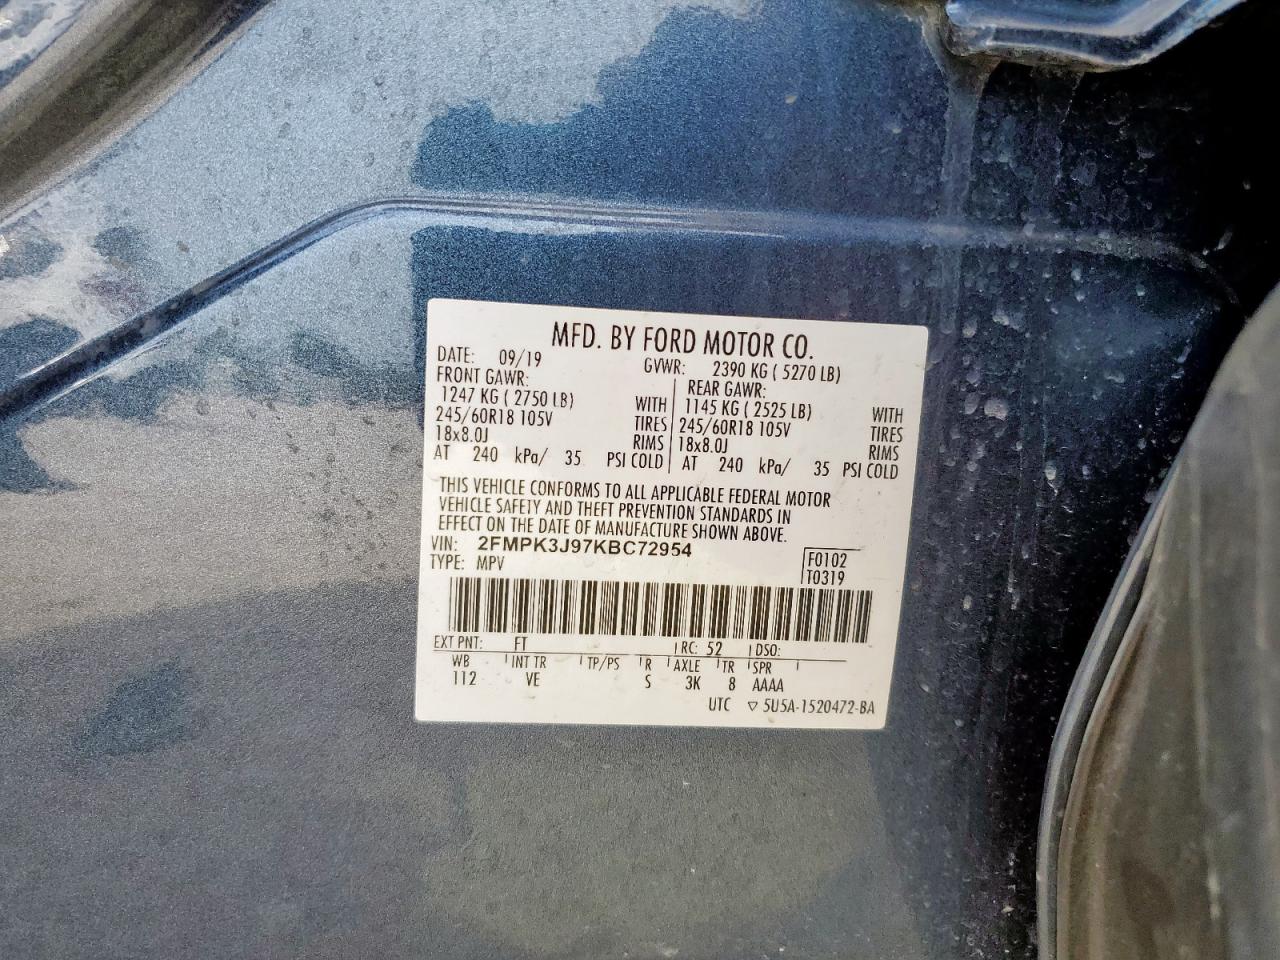 MFD. BY FORD MOTOR CO.
DATE: 09/19 GVWR: 2390 KG ( 5270 LB)
FRONT GAWR: REAR GAWR:
1247 KG ( 2750 LB) WITH 1145 KG ( 2525 LB) WITH
245/60R18 105V TIRES 245/60R18 105V TIRES
18x8.0J RIMS 18x8.0J RIMS
AT 240 kPa/ 35 PSI COLD AT 240 kPa/ 35 PSI COLD
THIS VEHICLE CONFORMS TO ALL APPLICABLE FEDERAL MOTOR
VEHICLE SAFETY AND THEFT PREVENTION STANDARDS IN
EFFECT ON THE DATE OF MANUFACTURE SHOWN ABOVE.
VIN: 2FMPK3J97KBC72954 F0102
TYPE: MPV T0319
EXT PNT: FT RC: 52 DSO:
WB INT TR TP/PS R AXLE TR SPR
112 VE S 3K 8 AAAA
UTC ▽ 5U5A-1520472-BA